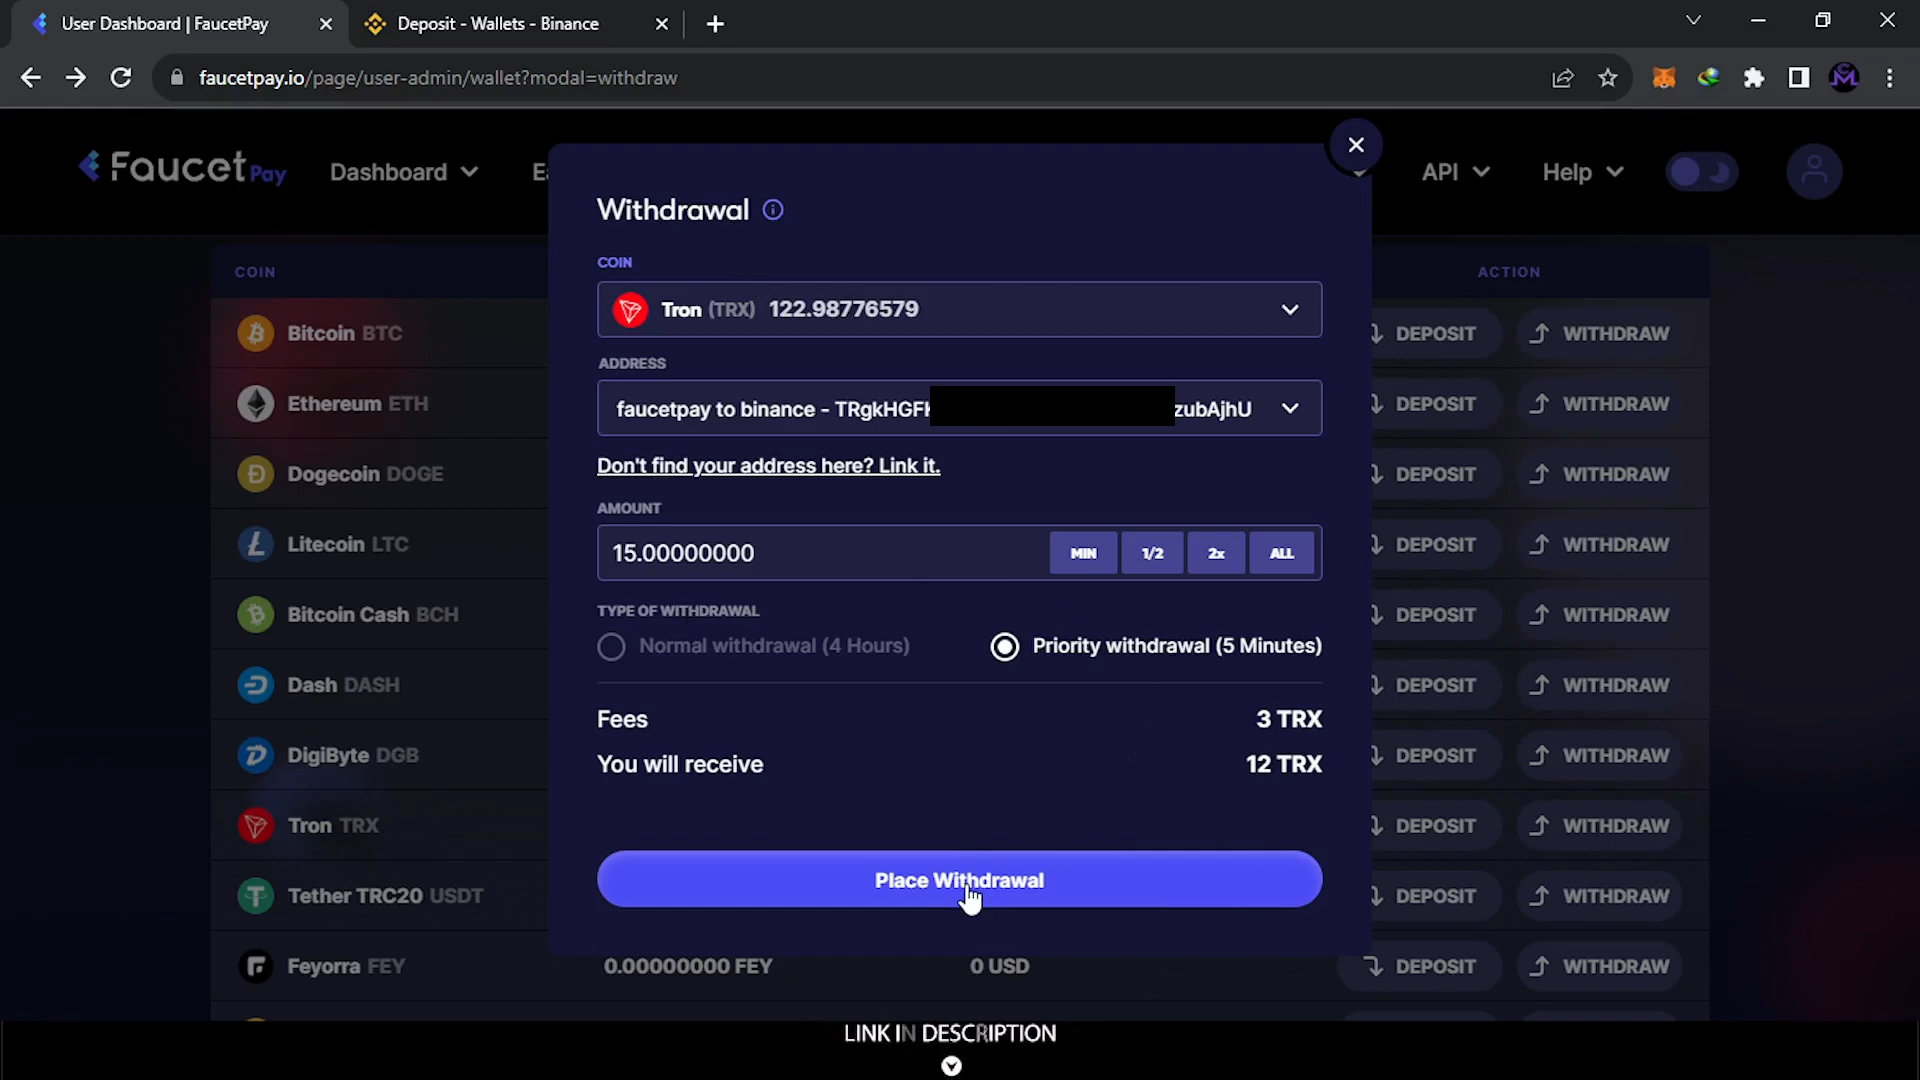 User Dashboard | FaucetPay
Deposit - Wallets - Binance
faucetpay.io/page/user-admin/wallet?modal=withdraw
FaucetPay
Dashboard
API
Help
Withdrawal
COIN
Tron (TRX) 122.98776579
ADDRESS
faucetpay to binance - TRgkHGF
zubAjhU
Don't find your address here? Link it.
AMOUNT
15.00000000
MIN
1/2
2x
ALL
TYPE OF WITHDRAWAL
Normal withdrawal (4 Hours)
Priority withdrawal (5 Minutes)
Fees
3 TRX
You will receive
12 TRX
Place Withdrawal
COIN
ACTION
Bitcoin BTC
DEPOSIT
WITHDRAW
Ethereum ETH
DEPOSIT
WITHDRAW
Dogecoin DOGE
DEPOSIT
WITHDRAW
Litecoin LTC
DEPOSIT
WITHDRAW
Bitcoin Cash BCH
DEPOSIT
WITHDRAW
Dash DASH
DEPOSIT
WITHDRAW
DigiByte DGB
DEPOSIT
WITHDRAW
Tron TRX
DEPOSIT
WITHDRAW
Tether TRC20 USDT
DEPOSIT
WITHDRAW
Feyorra FEY
0.00000000 FEY
0 USD
DEPOSIT
WITHDRAW
LINK IN DESCRIPTION